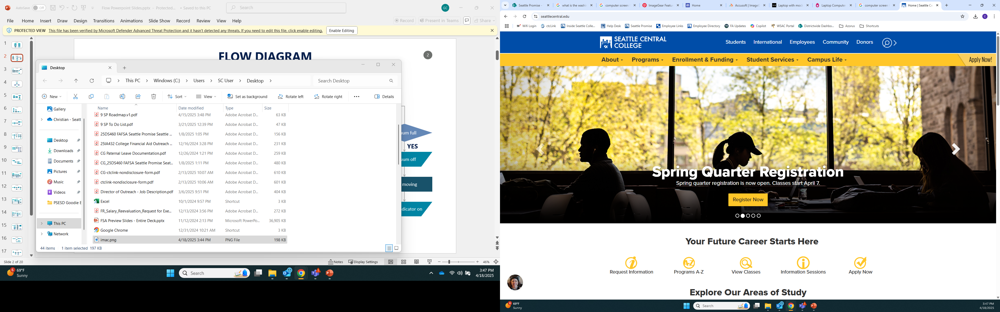 AutoSave Off Flow Powerpoint Slides.pptx - Protected... • Saved to this PC Search GC
File Home Insert Draw Design Transitions Animations Slide Show Record Review View Help Record Present in Teams Share
PROTECTED VIEW This file has been verified by Microsoft Defender Advanced Threat Protection and it hasn't detected any threats. If you need to edit this file, click enable editing. Enable Editing
1
2
3
4
5
6
7
8
9
10
11
12
13
14
15
16
17
FLOW DIAGRAM
2
YES
um full
um off
moving
dicator on
Desktop
This PC > Windows (C:) > Users > SC User > Desktop > Search Desktop
New Sort View Set as background Rotate left Rotate right ... Details
Gallery
Christian - Seatt
Desktop
Downloads
Documents
Pictures
Music
Videos
PSESD Goodie E
This PC
Network
Name Date modified Type Size
9 SP Roadmap.v1.pdf 4/15/2025 3:48 PM Adobe Acrobat D... 63 KB
9 SP To Do List.pdf 3/21/2025 12:39 PM Adobe Acrobat D... 47 KB
25DS460 FAFSA Seattle Promise Seattle ... 1/8/2025 1:05 PM Adobe Acrobat D... 156 KB
25IA432 College Financial Aid Outreach ... 12/16/2024 3:28 PM Adobe Acrobat D... 231 KB
CG Paternal Leave Documentation.pdf 12/26/2024 1:21 PM Adobe Acrobat D... 259 KB
CG_25DS460 FAFSA Seattle Promise Seat... 1/8/2025 1:11 PM Adobe Acrobat D... 480 KB
CG-ctclink-nondisclosure-form.pdf 2/13/2025 10:07 AM Adobe Acrobat D... 610 KB
ctclink-nondisclosure-form.pdf 2/13/2025 10:06 AM Adobe Acrobat D... 601 KB
Director of Outreach - Job Description.pdf 3/6/2025 9:51 PM Adobe Acrobat D... 404 KB
Excel 10/1/2024 9:57 PM Shortcut 3 KB
FR_Salary_Reevaluation_Request for Exe... 12/13/2024 3:56 PM Adobe Acrobat D... 272 KB
FSA Preview Slides - Entire Deck.pptx 11/12/2024 2:13 PM Microsoft PowerPo... 36,905 KB
Google Chrome 12/31/2024 10:21 AM Shortcut 3 KB
imac.png 4/18/2025 3:44 PM PNG File 198 KB
44 items 1 item selected 197 KB
Slide 2 of 20 Notes Display Settings 46%
6 69°F
Sunny
Search
3:47 PM
4/18/2025
Seattle Promise - what is the washin computer screen ImageGear Featur Home Accusoft | ImageG Laptop with mock Laptop Computer computer screen Home | Seattle Ce
seattlecentral.edu
Wifi Login ctcLink Inside Seattle Colle... Help Desk Seattle Promise Employee Links Employee Directory FA Updates Copilot WSAC Portal Districtwide Dashbo... Azorus Shortcuts
SEATTLE CENTRAL
COLLEGE
Students International Employees Community Donors
About Programs Enrollment & Funding Student Services Campus Life Apply Now!
Spring Quarter Registration
Spring quarter registration is now open. Classes start April 7.
Register Now
Your Future Career Starts Here
A-Z
Request Information Programs A-Z View Classes Information Sessions Apply Now
Explore Our Areas of Study
6 69°F
Sunny
Search
3:47 PM
4/18/2025